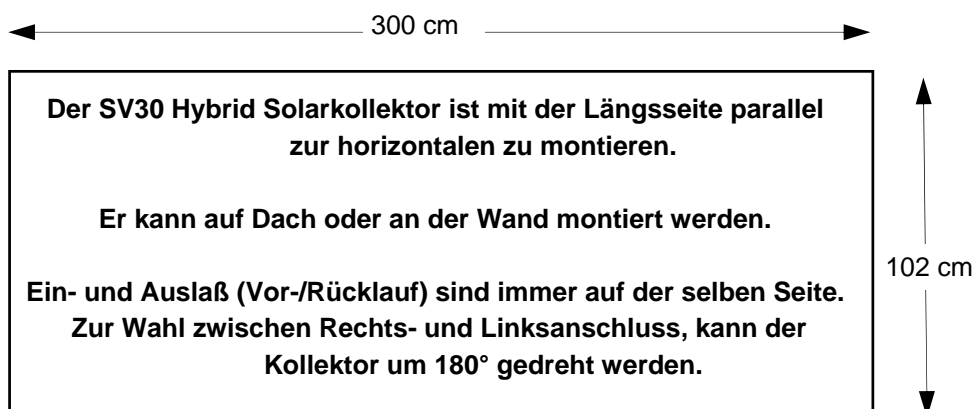 300 cm
Der SV30 Hybrid Solarkollektor ist mit der Längsseite parallel
zur horizontalen zu montieren.
Er kann auf Dach oder an der Wand montiert werden.
102 cm
Ein- und Auslaß (Vor-/Rücklauf) sind immer auf der selben Seite.
Zur Wahl zwischen Rechts- und Linksanschluss, kann der
Kollektor um 180° gedreht werden.